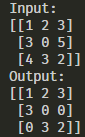 Input:
[[1 2 3]
 [3 0 5]
 [4 3 2]]
Output:
[[1 2 3]
 [3 0 0]
 [0 3 2]]